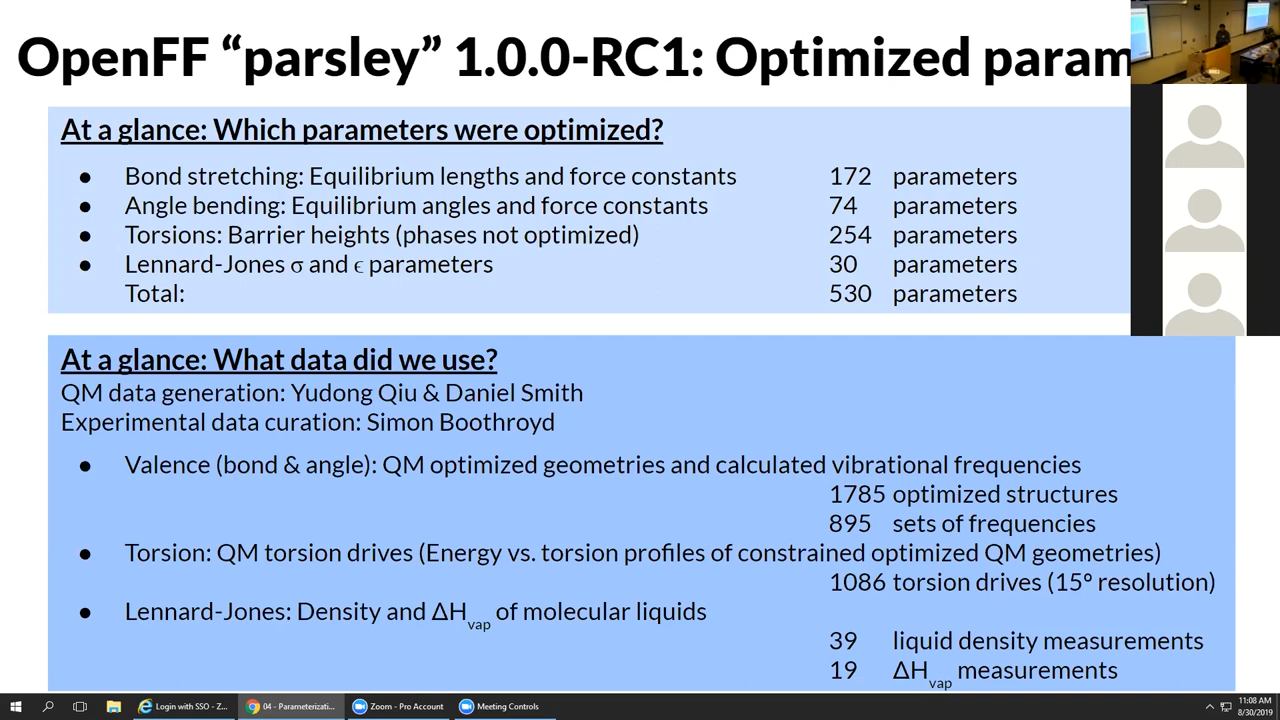 OpenFF “parsley” 1.0.0-RC1: Optimized param
At a glance: Which parameters were optimized?
● Bond stretching: Equilibrium lengths and force constants 172 parameters
● Angle bending: Equilibrium angles and force constants 74 parameters
● Torsions: Barrier heights (phases not optimized) 254 parameters
● Lennard-Jones σ and ϵ parameters 30 parameters
Total: 530 parameters
At a glance: What data did we use?
QM data generation: Yudong Qiu & Daniel Smith
Experimental data curation: Simon Boothroyd
● Valence (bond & angle): QM optimized geometries and calculated vibrational frequencies
1785 optimized structures
895 sets of frequencies
● Torsion: QM torsion drives (Energy vs. torsion profiles of constrained optimized QM geometries)
1086 torsion drives (15º resolution)
● Lennard-Jones: Density and ΔHvap of molecular liquids
39 liquid density measurements
19 ΔHvap measurements
Login with SSO - Z... 04 - Parameterizati... Zoom - Pro Account Meeting Controls 11:08 AM
8/30/2019